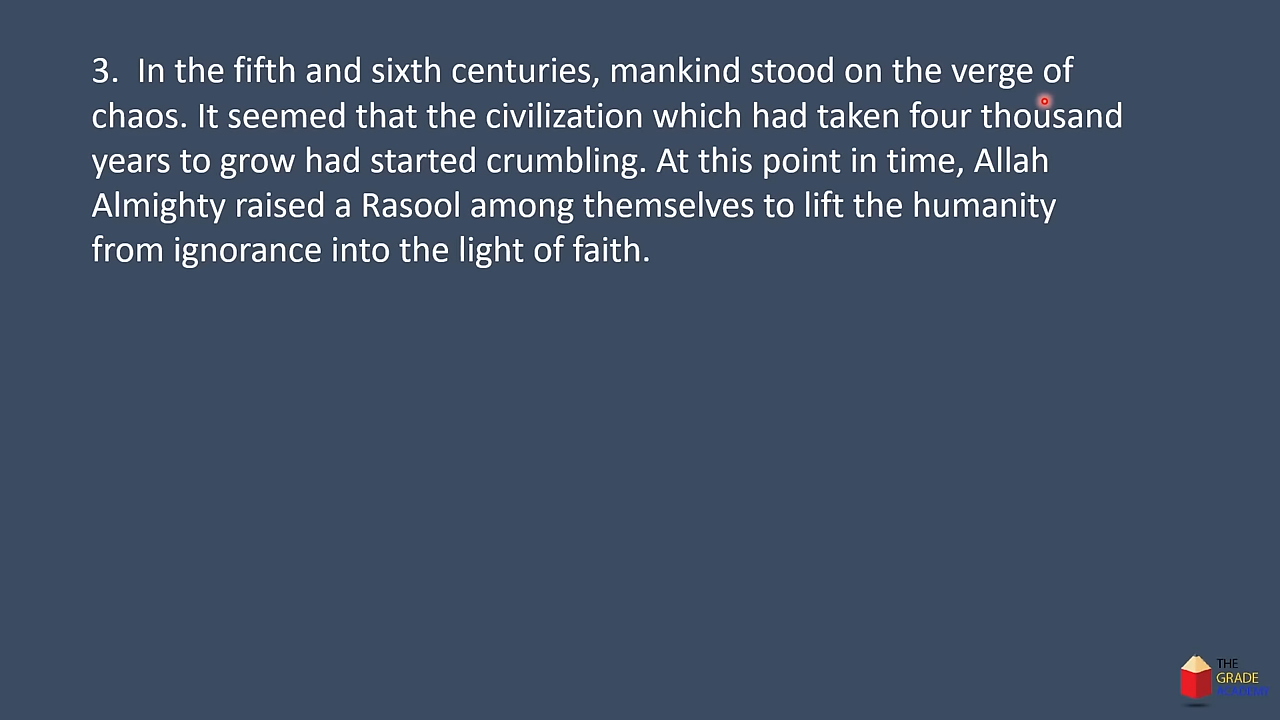 3. In the fifth and sixth centuries, mankind stood on the verge of
chaos. It seemed that the civilization which had taken four thousand
years to grow had started crumbling. At this point in time, Allah
Almighty raised a Rasool among themselves to lift the humanity
from ignorance into the light of faith.
THE
GRADE
ACADEMY